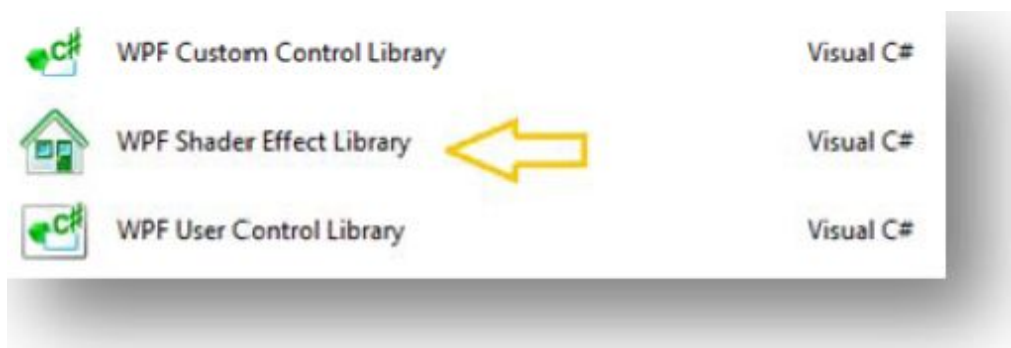 WPF Custom Control Library Visual C#
WPF Shader Effect Library Visual C#
WPF User Control Library Visual C#